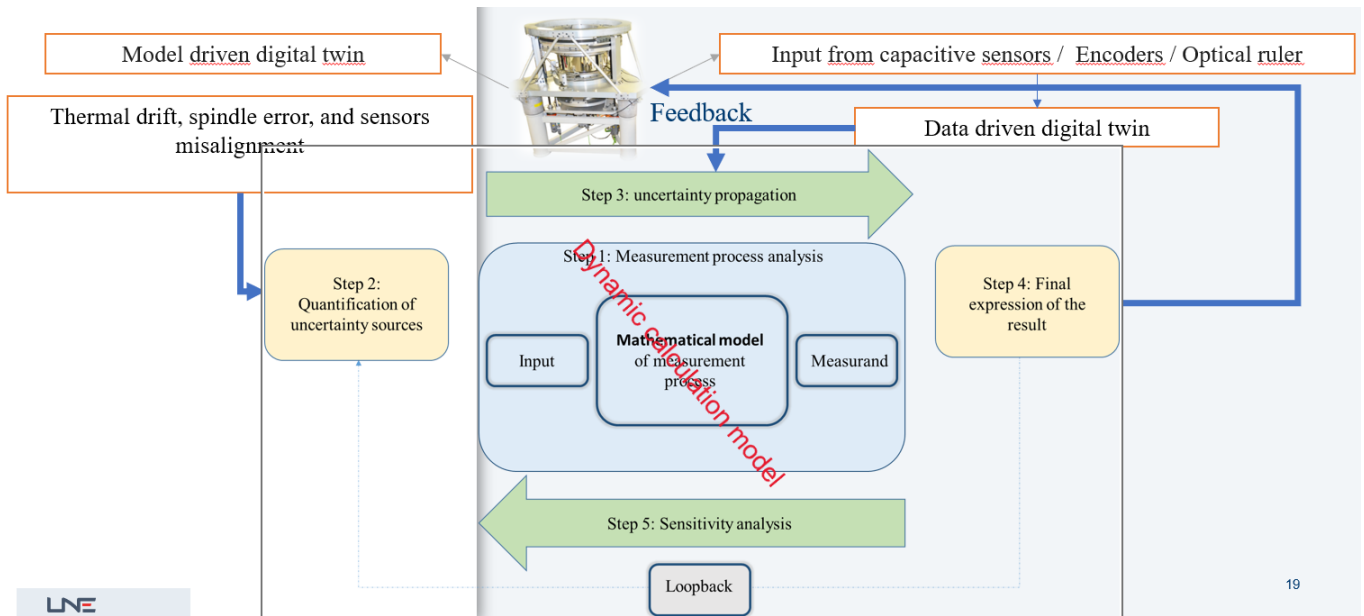 Model driven digital twin
Input from capacitive sensors / Encoders / Optical ruler
Thermal drift, spindle error, and sensors
misalignment
Feedback
Data driven digital twin
Step 3: uncertainty propagation
Step 1: Measurement process analysis
Step 2:
Quantification of
uncertainty sources
Input
Mathematical model
of measurement
process
Measurand
Step 4: Final
expression of the
result
Dynamic calculation model
Step 5: Sensitivity analysis
Loopback
LNE
19